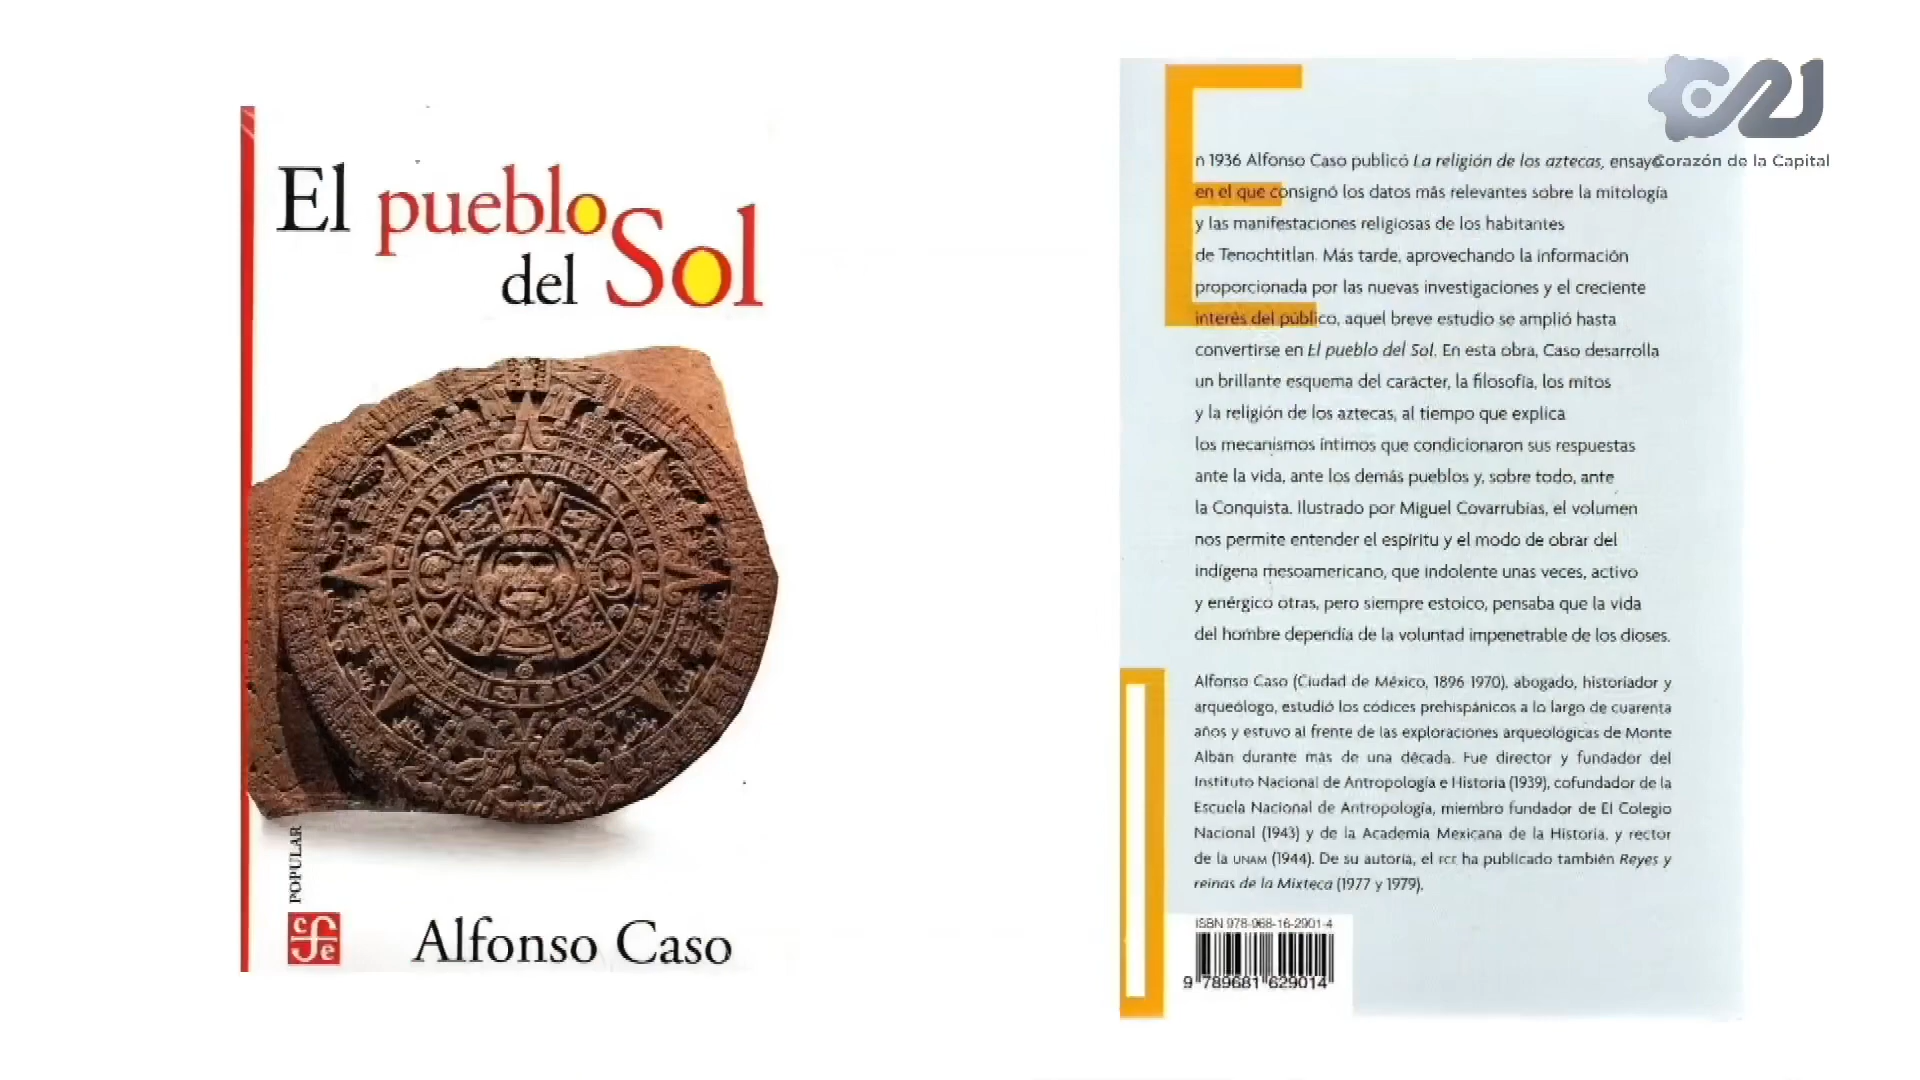 El pueblo
del Sol
POPULAR
cfe
Alfonso Caso
C21
Corazón de la Capital
En 1936 Alfonso Caso publicó La religión de los aztecas, ensayo
en el que consignó los datos más relevantes sobre la mitología
y las manifestaciones religiosas de los habitantes
de Tenochtitlan. Más tarde, aprovechando la información
proporcionada por las nuevas investigaciones y el creciente
interés del público, aquel breve estudio se amplió hasta
convertirse en El pueblo del Sol. En esta obra, Caso desarrolla
un brillante esquema del carácter, la filosofía, los mitos
y la religión de los aztecas, al tiempo que explica
los mecanismos íntimos que condicionaron sus respuestas
ante la vida, ante los demás pueblos y, sobre todo, ante
la Conquista. Ilustrado por Miguel Covarrubias, el volumen
nos permite entender el espíritu y el modo de obrar del
indígena mesoamericano, que indolente unas veces, activo
y enérgico otras, pero siempre estoico, pensaba que la vida
del hombre dependía de la voluntad impenetrable de los dioses.
Alfonso Caso (Ciudad de México, 1896-1970), abogado, historiador y
arqueólogo, estudió los códices prehispánicos a lo largo de cuarenta
años y estuvo al frente de las exploraciones arqueológicas de Monte
Albán durante más de una década. Fue director y fundador del
Instituto Nacional de Antropología e Historia (1939), cofundador de la
Escuela Nacional de Antropología, miembro fundador de El Colegio
Nacional (1943) y de la Academia Mexicana de la Historia, y rector
de la UNAM (1944). De su autoría, el FCE ha publicado también Reyes y
reinas de la Mixteca (1977 y 1979).
ISBN 978-968-16-2901-4
9 789681 629014